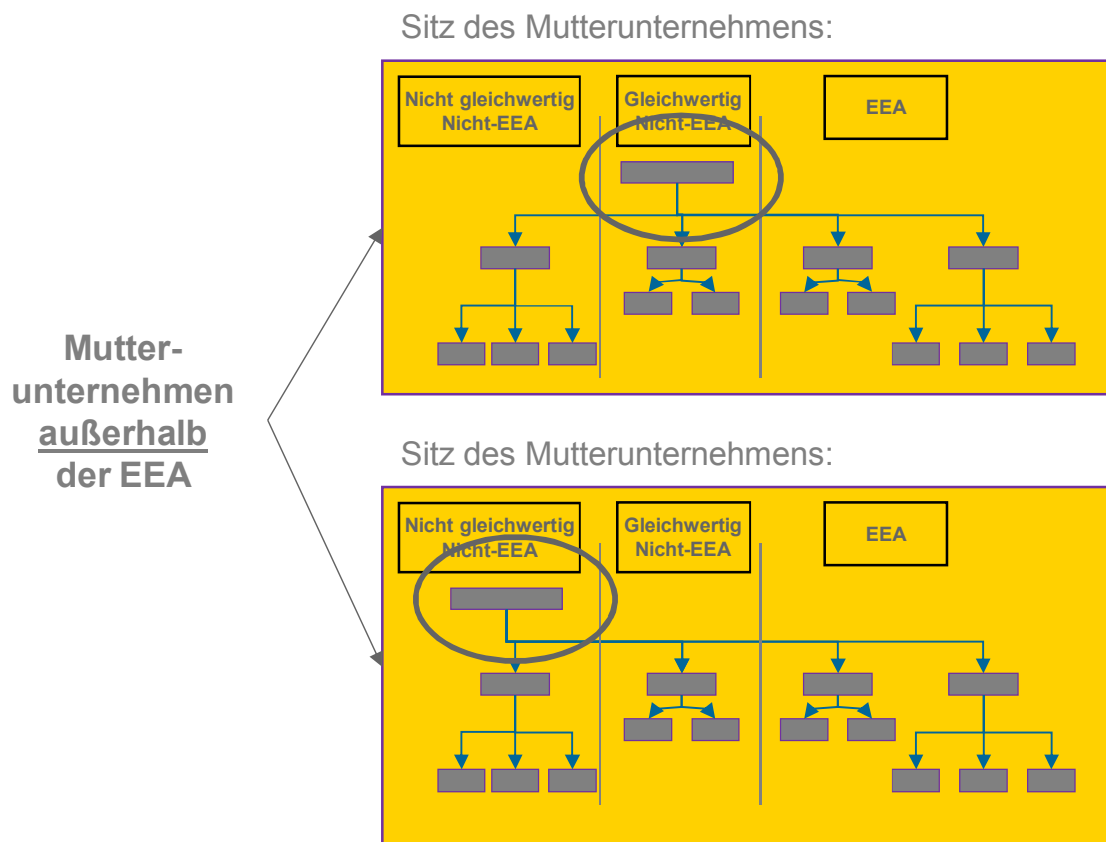 Sitz des Mutterunternehmens:
Nicht gleichwertig
Nicht-EEA
Gleichwertig
Nicht-EEA
EEA
Mutter-
unternehmen
außerhalb
der EEA
Sitz des Mutterunternehmens:
Nicht gleichwertig
Nicht-EEA
Gleichwertig
Nicht-EEA
EEA